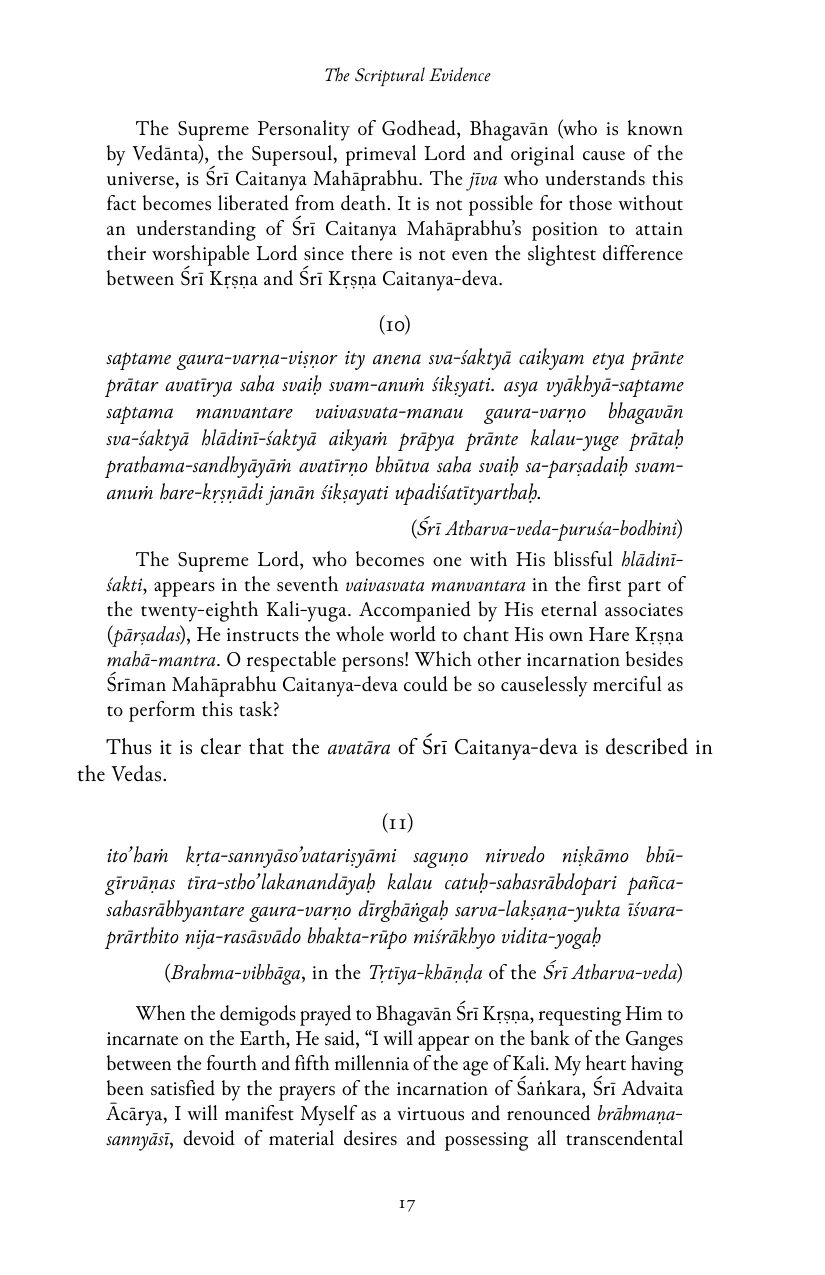 The Scriptural Evidence
The Supreme Personality of Godhead, Bhagavān (who is known
by Vedānta), the Supersoul, primeval Lord and original cause of the
universe, is Śrī Caitanya Mahāprabhu. The jīva who understands this
fact becomes liberated from death. It is not possible for those without
an understanding of Śrī Caitanya Mahāprabhu’s position to attain
their worshipable Lord since there is not even the slightest difference
between Śrī Kṛṣṇa and Śrī Kṛṣṇa Caitanya-deva.
(10)
saptame gaura-varṇa-viṣṇor ity anena sva-śaktyā caikyam etya prānte
prātar avatīrya saha svaiḥ svam-anuṁ śikṣyati. asya vyākhyā-saptame
saptama manvantare vaivasvata-manau gaura-varṇo bhagavān
sva-śaktyā hlādinī-śaktyā aikyaṁ prāpya prānte kalau-yuge prātaḥ
prathama-sandhyāyāṁ avatīrṇo bhūtva saha svaiḥ sa-parṣadaiḥ svam-
anuṁ hare-kṛṣṇādi janān śikṣayati upadiśatītyarthaḥ.
(Śrī Atharva-veda-puruśa-bodhini)
The Supreme Lord, who becomes one with His blissful hlādinī-
śakti, appears in the seventh vaivasvata manvantara in the first part of
the twenty-eighth Kali-yuga. Accompanied by His eternal associates
(pārṣadas), He instructs the whole world to chant His own Hare Kṛṣṇa
mahā-mantra. O respectable persons! Which other incarnation besides
Śrīman Mahāprabhu Caitanya-deva could be so causelessly merciful as
to perform this task?
Thus it is clear that the avatāra of Śrī Caitanya-deva is described in
the Vedas.
(11)
ito’haṁ kṛta-sannyāso’vatariṣyāmi saguṇo nirvedo niṣkāmo bhū-
gīrvāṇas tīra-stho’lakanandāyaḥ kalau catuḥ-sahasrābdopari pañca-
sahasrābhyantare gaura-varṇo dīrghāṅgaḥ sarva-lakṣaṇa-yukta īśvara-
prārthito nija-rasāsvādo bhakta-rūpo miśrākhyo vidita-yogaḥ
(Brahma-vibhāga, in the Tṛtīya-khāṇḍa of the Śrī Atharva-veda)
When the demigods prayed to Bhagavān Śrī Kṛṣṇa, requesting Him to
incarnate on the Earth, He said, “I will appear on the bank of the Ganges
between the fourth and fifth millennia of the age of Kali. My heart having
been satisfied by the prayers of the incarnation of Śaṅkara, Śrī Advaita
Ācārya, I will manifest Myself as a virtuous and renounced brāhmaṇa-
sannyāsī, devoid of material desires and possessing all transcendental
17